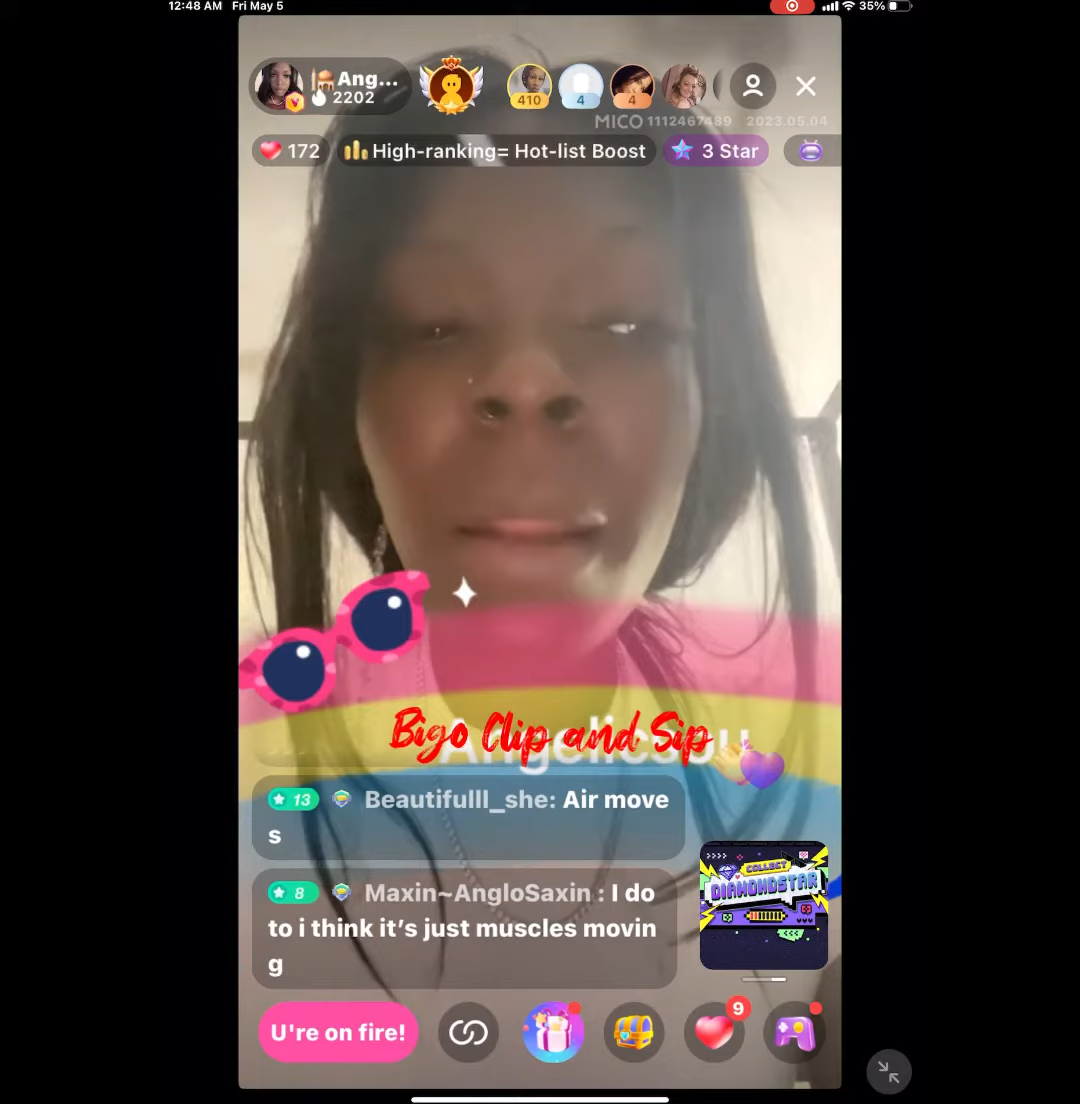 12:48 AM Fri May 5
35%
Ang...
2202
410
4
4
MICO 1112467489 2023.05.04
172
High-ranking= Hot-list Boost
3 Star
Bigo Clip and Sip
13 Beautifulll_she: Air move
s
8 Maxin~AngloSaxin : I do
to i think it’s just muscles movin
g
COLLECT
DIAMONDSTAR
U're on fire!
9